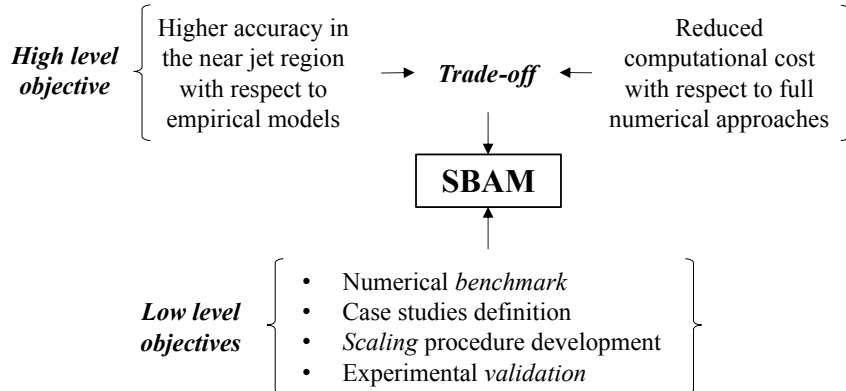 High level
objective
Higher accuracy in
the near jet region
with respect to
empirical models
Trade-off
Reduced
computational cost
with respect to full
numerical approaches
SBAM
Low level
objectives
• Numerical benchmark
• Case studies definition
• Scaling procedure development
• Experimental validation